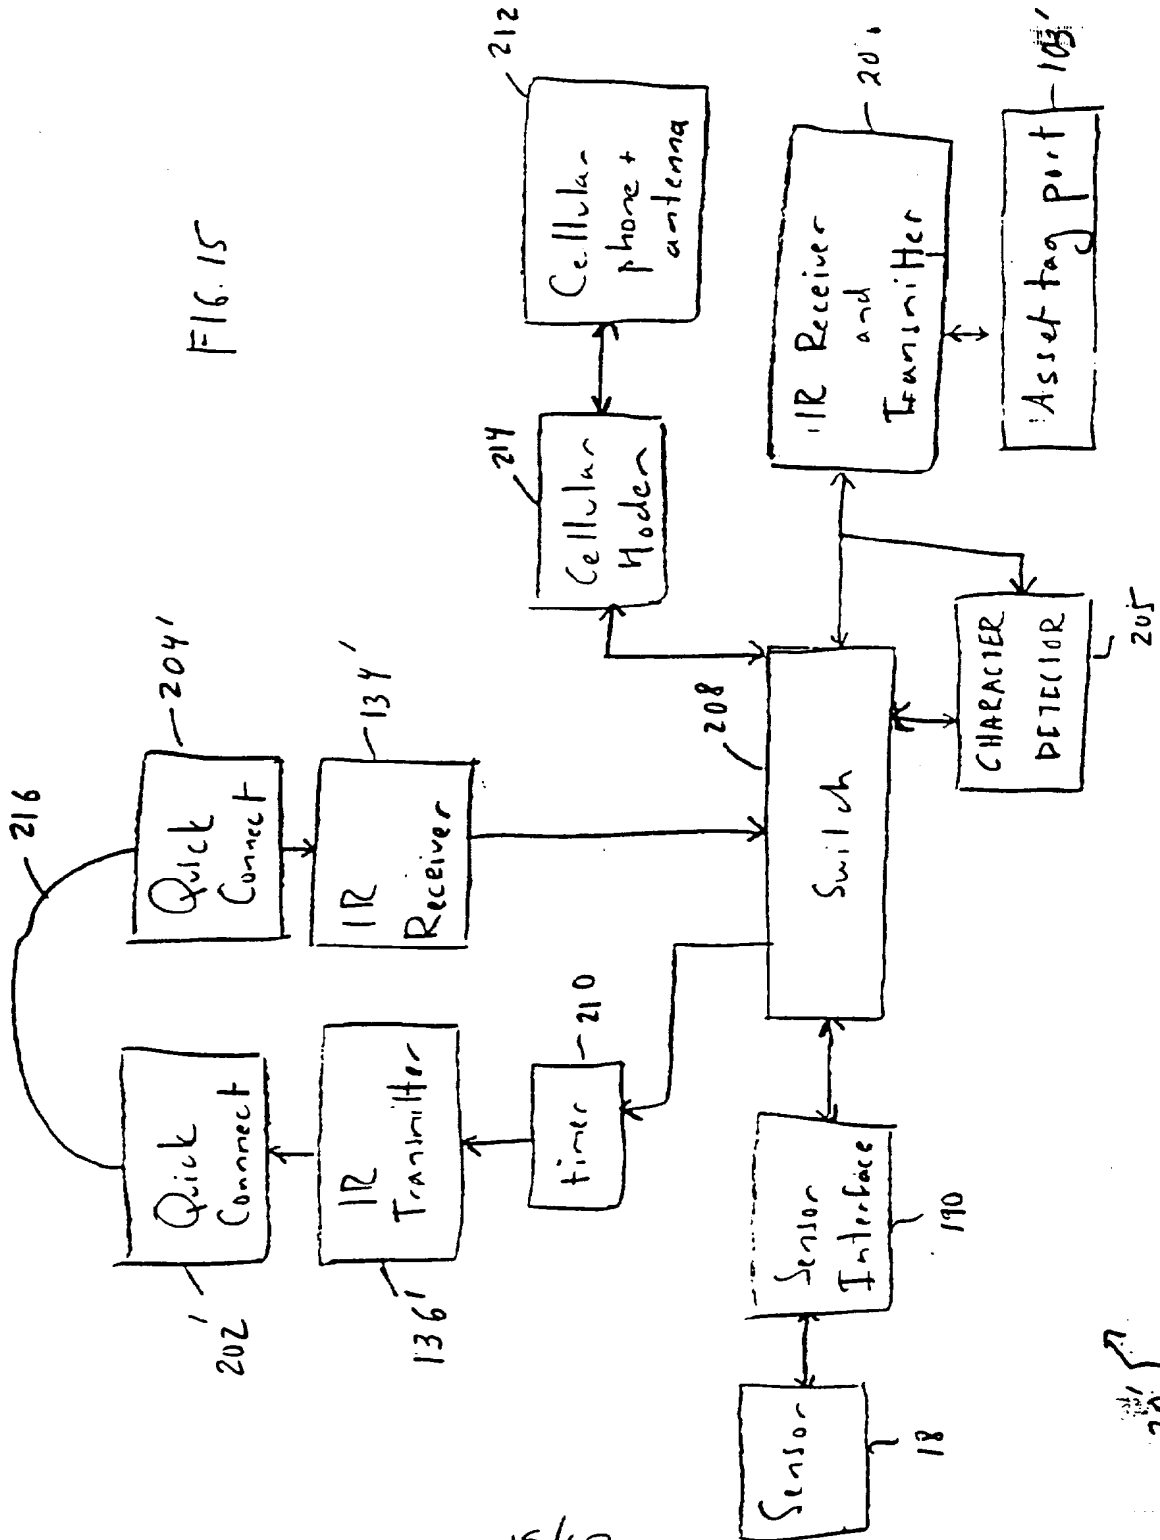 FIG. 15
216
Quick
Connect
202'
Quick
Connect
204'
IR
Transmitter
136'
IR
Receiver
134'
timer
210
Cellular
Modem
214
Cellular
phone +
antenna
212
Sensor
18
Sensor
Interface
190
Switch
208
IR Receiver
and
Transmitter
CHARACTER
DETECTOR
205
Asset tag port
103'